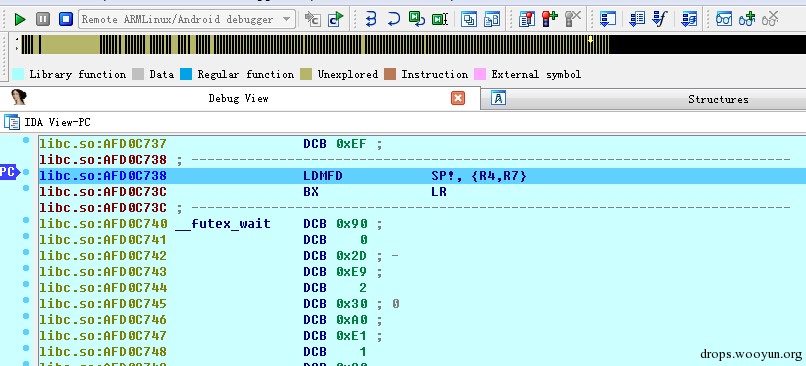 Remote ARMLinux/Android debugger
Library function Data Regular function Unexplored Instruction External symbol
Debug View Structures
IDA View-PC
libc.so:AFD0C737 DCB 0xEF ;
libc.so:AFD0C738 ; ---------------------------------------------------------------------------
PC libc.so:AFD0C738 LDMFD SP!, {R4,R7}
libc.so:AFD0C73C BX LR
libc.so:AFD0C73C ; ---------------------------------------------------------------------------
libc.so:AFD0C740 __futex_wait DCB 0x90 ;
libc.so:AFD0C741 DCB 0
libc.so:AFD0C742 DCB 0x2D ; -
libc.so:AFD0C743 DCB 0xE9 ;
libc.so:AFD0C744 DCB 2
libc.so:AFD0C745 DCB 0x30 ; 0
libc.so:AFD0C746 DCB 0xA0 ;
libc.so:AFD0C747 DCB 0xE1 ;
libc.so:AFD0C748 DCB 1
drops.wooyun.org